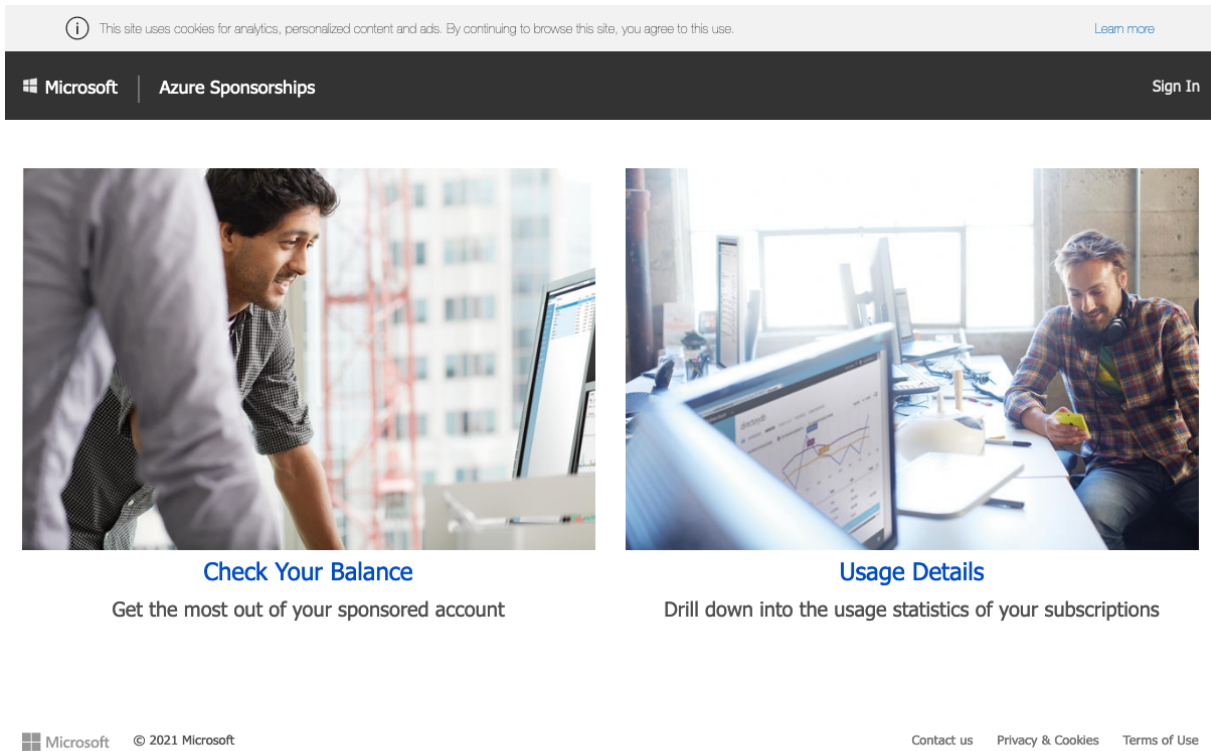 This site uses cookies for analytics, personalized content and ads. By continuing to browse this site, you agree to this use.
Learn more
Microsoft
Azure Sponsorships
Sign In
Check Your Balance
Get the most out of your sponsored account
Usage Details
Drill down into the usage statistics of your subscriptions
Microsoft
© 2021 Microsoft
Contact us
Privacy & Cookies
Terms of Use